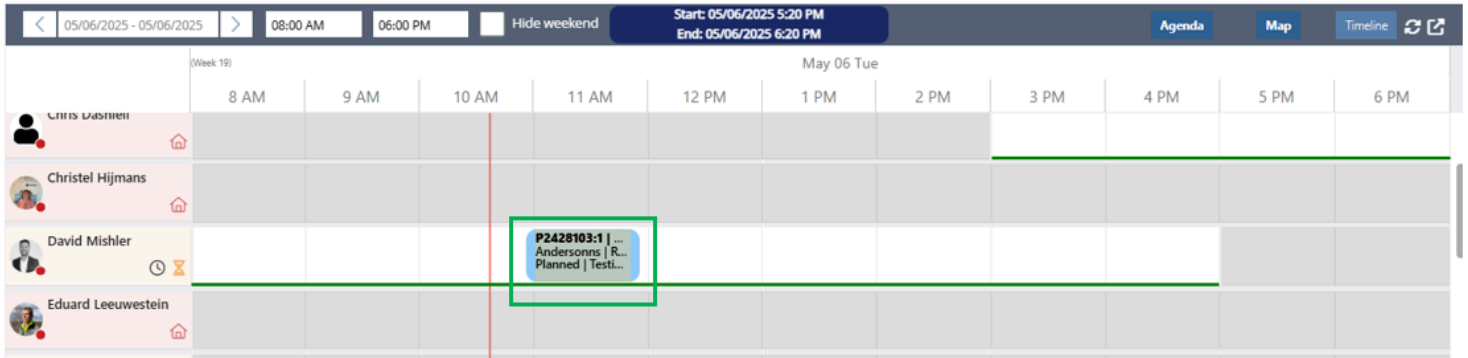 05/06/2025 - 05/06/2025
08:00 AM
06:00 PM
Hide weekend
Start: 05/06/2025 5:20 PM
End: 05/06/2025 6:20 PM
Agenda
Map
Timeline
(Week 19)
May 06 Tue
8 AM 9 AM 10 AM 11 AM 12 PM 1 PM 2 PM 3 PM 4 PM 5 PM 6 PM
Chris Dashiell
Christel Hijmans
David Mishler
P2428103:1 | ...
Andersonns | R...
Planned | Testi...
Eduard Leeuwestein